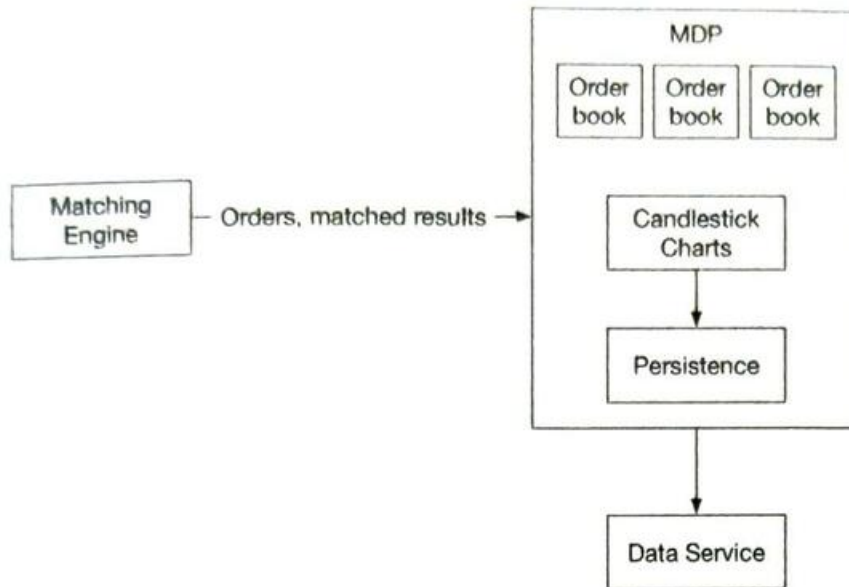 MDP
Order Order Order
book book book
Matching
Engine
Orders, matched results
Candlestick
Charts
Persistence
Data Service